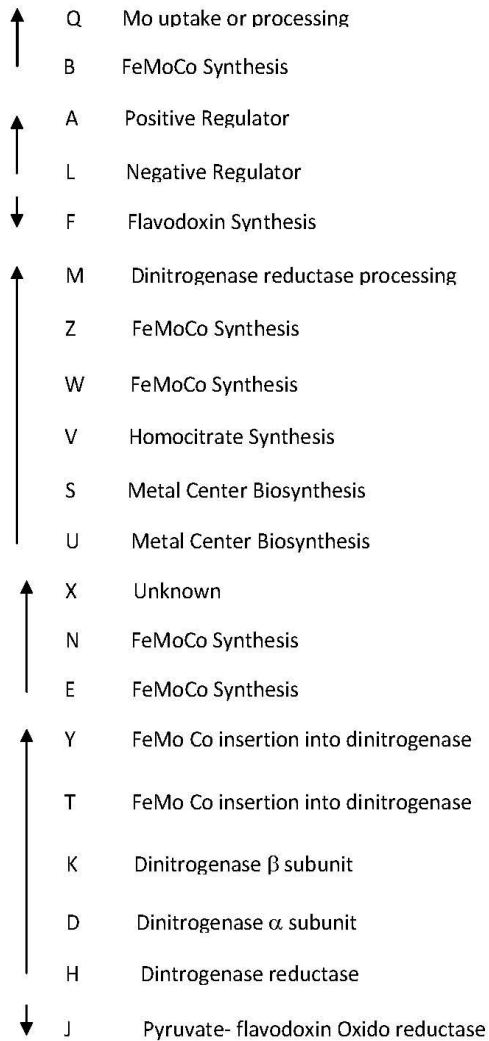 Q Mo uptake or processing
B FeMoCo Synthesis
A Positive Regulator
L Negative Regulator
F Flavodoxin Synthesis
M Dinitrogenase reductase processing
Z FeMoCo Synthesis
W FeMoCo Synthesis
V Homocitrate Synthesis
S Metal Center Biosynthesis
U Metal Center Biosynthesis
X Unknown
N FeMoCo Synthesis
E FeMoCo Synthesis
Y FeMo Co insertion into dinitrogenase
T FeMo Co insertion into dinitrogenase
K Dinitrogenase β subunit
D Dinitrogenase α subunit
H Dintrogenase reductase
J Pyruvate- flavodoxin Oxido reductase